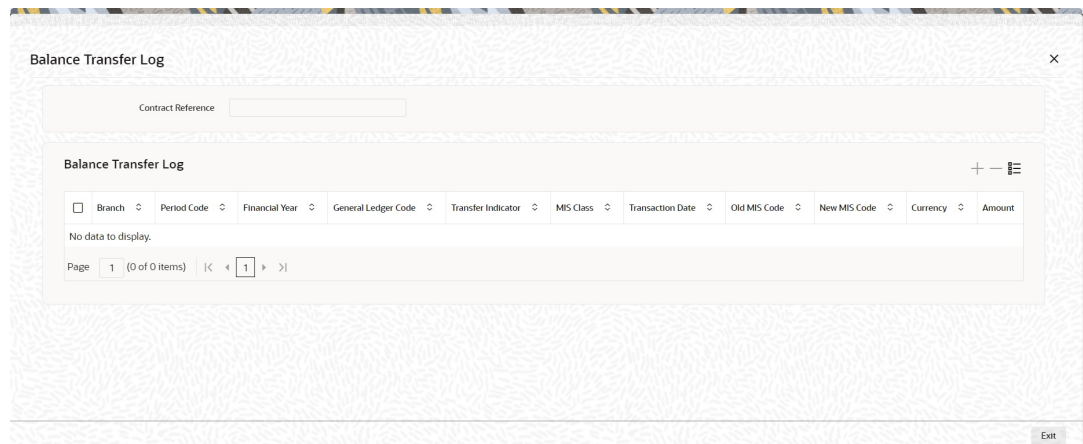 Balance Transfer Log
Contract Reference
Balance Transfer Log
Branch Period Code Financial Year General Ledger Code Transfer Indicator MIS Class Transaction Date Old MIS Code New MIS Code Currency Amount
No data to display.
Page 1 (0 of 0 items) 1
Exit